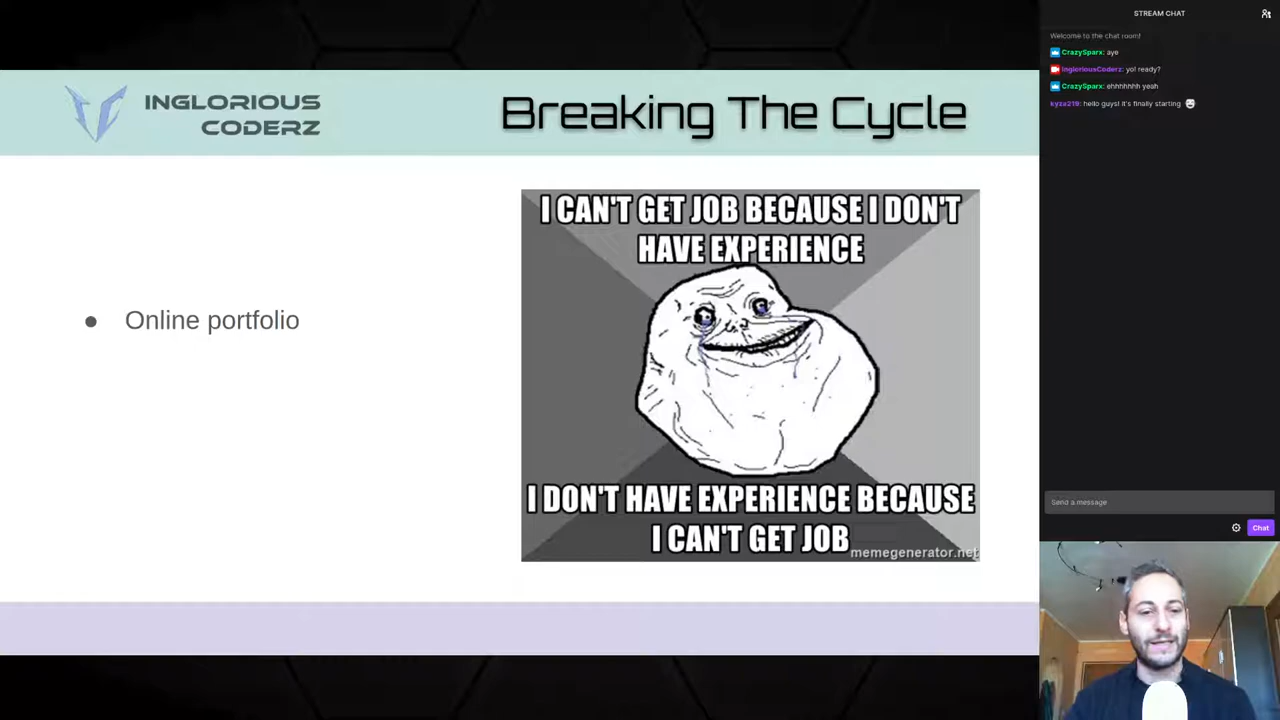 INGLORIOUS
CODERZ
Breaking The Cycle
● Online portfolio
I CAN'T GET JOB BECAUSE I DON'T
HAVE EXPERIENCE
I DON'T HAVE EXPERIENCE BECAUSE
I CAN'T GET JOB
memegenerator.net
STREAM CHAT
Welcome to the chat room!
CrazySparx: aye
IngloriousCoderz: yo! ready?
CrazySparx: ehhhhhhh yeah
kyza219: hello guys! it's finally starting
Send a message
Chat